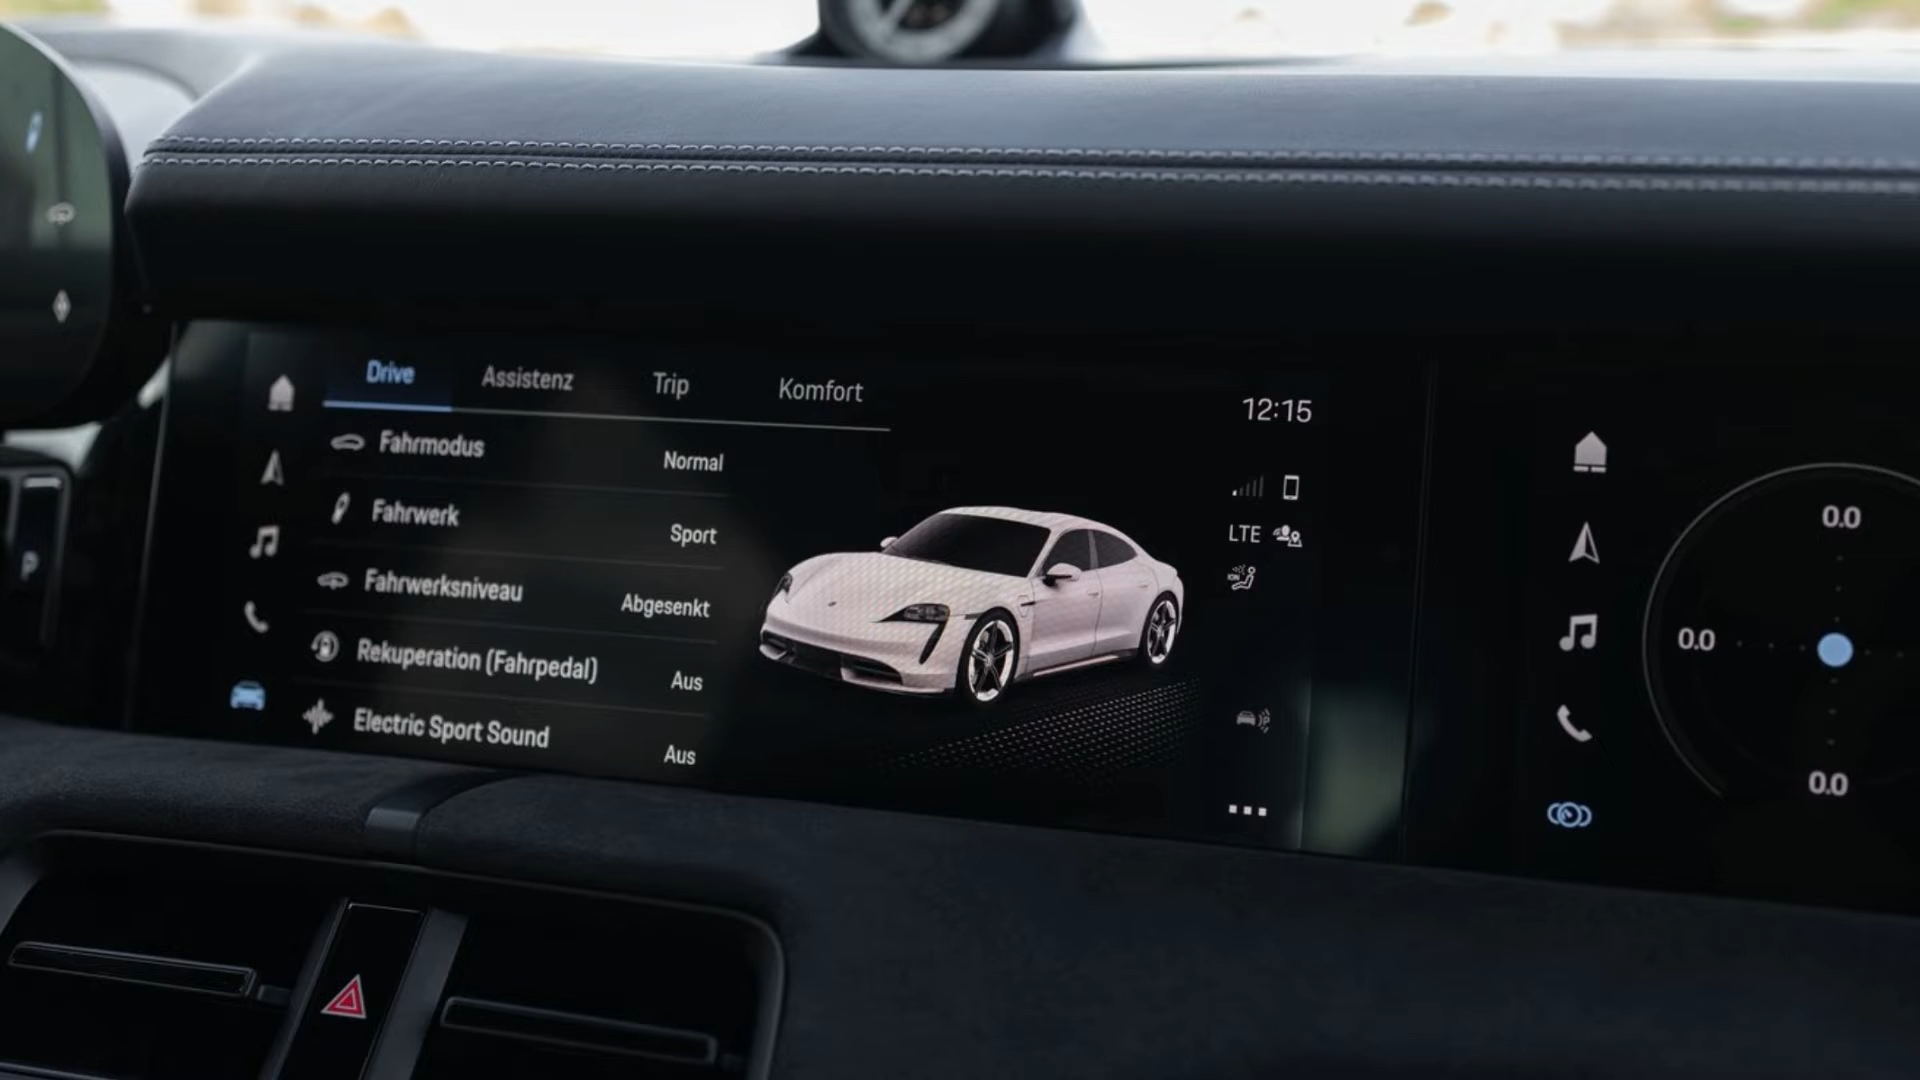 Drive Assistenz Trip Komfort
12:15
Fahrmodus Normal
Fahrwerk Sport
LTE
ION
Fahrwerksniveau Abgesenkt
Rekuperation (Fahrpedal) Aus
Electric Sport Sound Aus
P
P
0.0
0.0
0.0